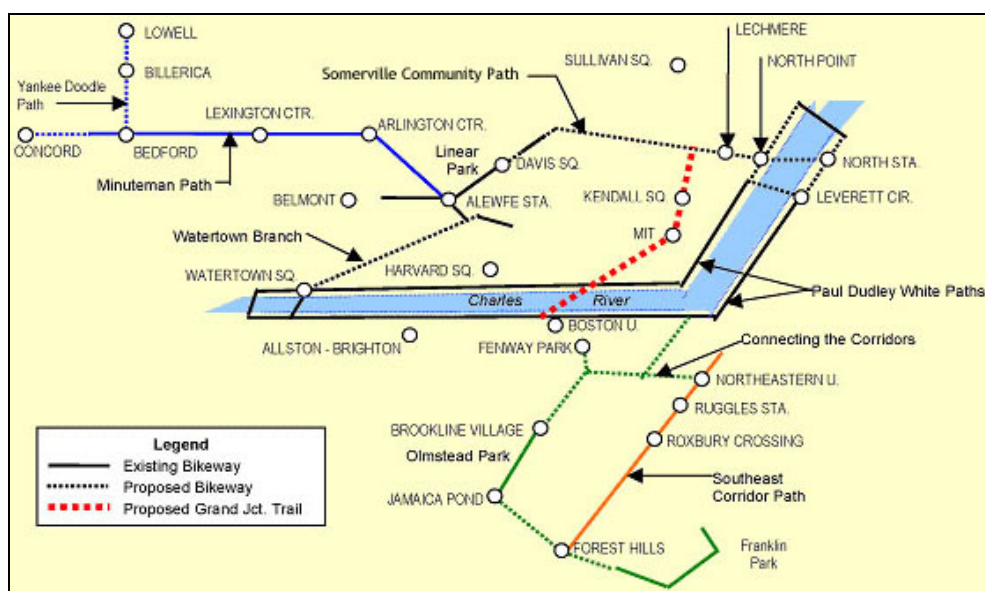 LOWELL
LECHMERE
SULLIVAN SQ.
NORTH POINT
BILLERICA
Somerville Community Path
Yankee Doodle
Path
LEXINGTON CTR.
ARLINGTON CTR.
CONCORD
BEDFORD
Linear
Park
DAVIS SQ.
NORTH STA.
Minuteman Path
BELMONT
ALEWFE STA.
KENDALL SQ.
LEVERETT CIR.
Watertown Branch
MIT
WATERTOWN SQ.
HARVARD SQ.
Paul Dudley White Paths
Charles River
BOSTON U.
ALLSTON - BRIGHTON
FENWAY PARK
Connecting the Corridors
NORTHEASTERN U.
RUGGLES STA.
BROOKLINE VILLAGE
ROXBURY CROSSING
Olmstead Park
Southeast
Corridor Path
JAMAICA POND
FOREST HILLS
Franklin
Park
Legend
Existing Bikeway
Proposed Bikeway
Proposed Grand Jct. Trail